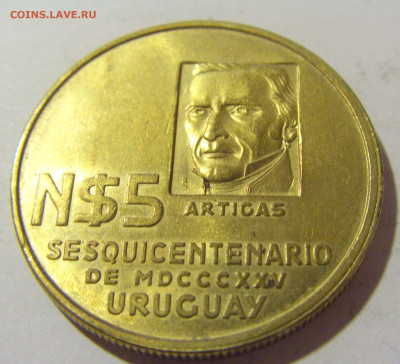 COINS.LAVE.RU
N$5
ARTIGAS
SESQUICENTENARIO
DE MDCCCXXV
URUGUAY